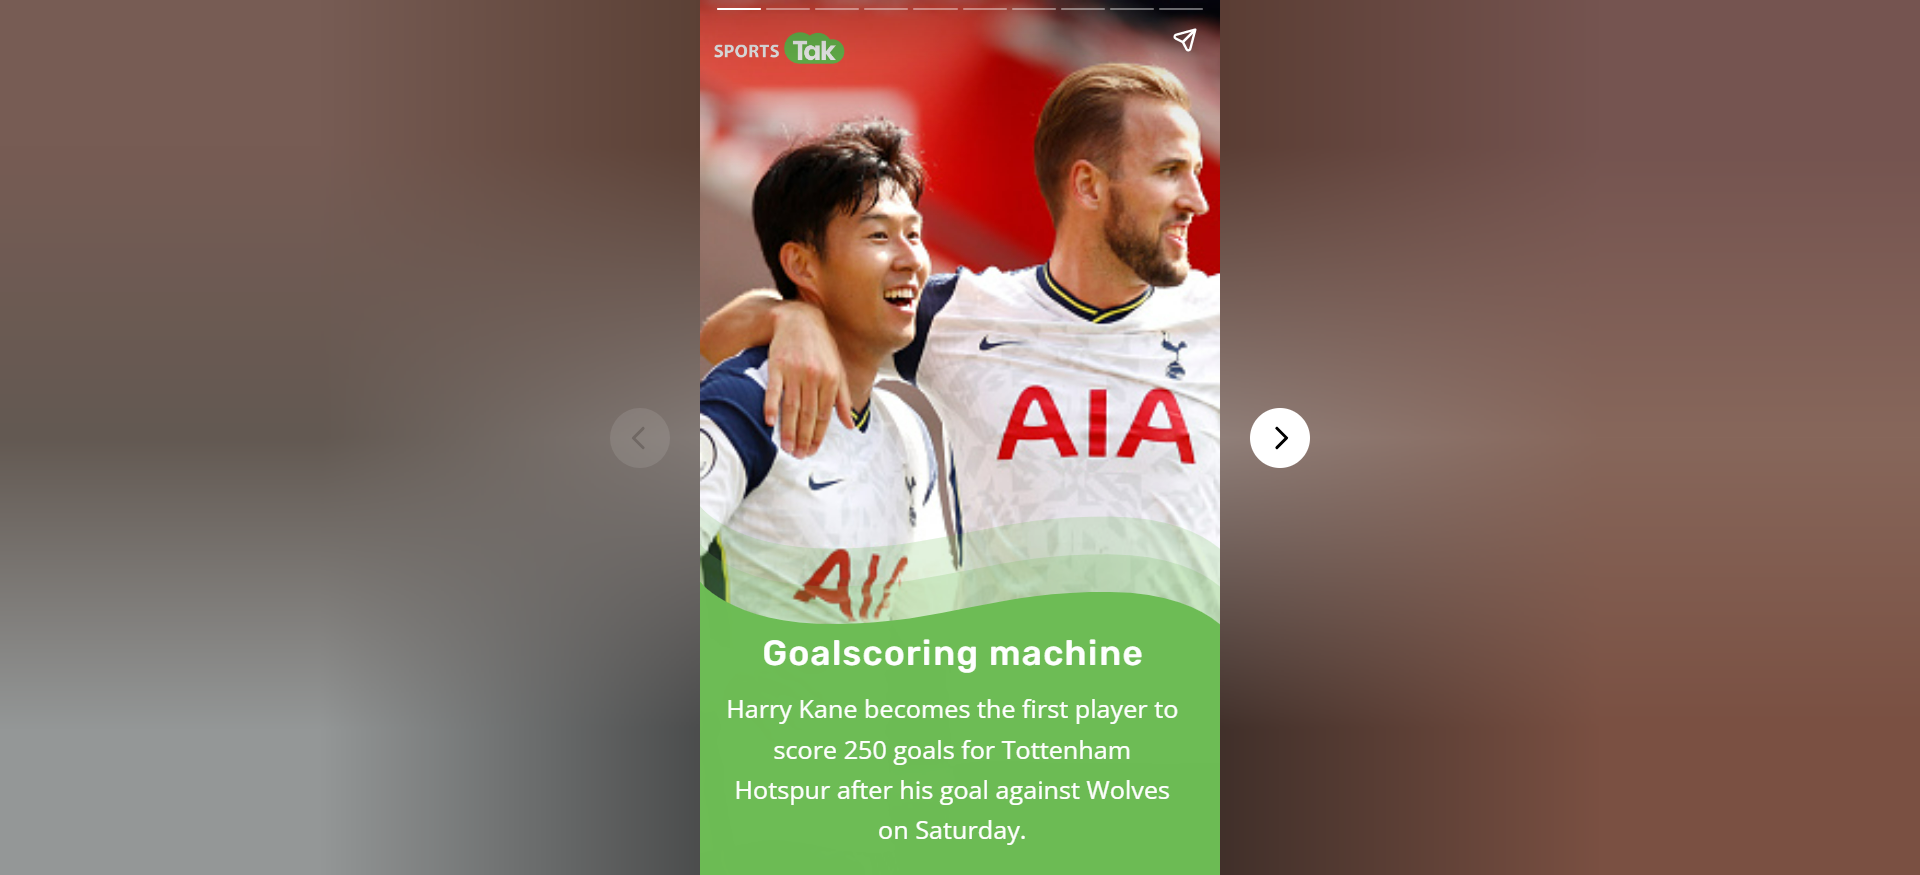 SPORTS Tak
AIA
AIA
Goalscoring machine
Harry Kane becomes the first player to
score 250 goals for Tottenham
Hotspur after his goal against Wolves
on Saturday.